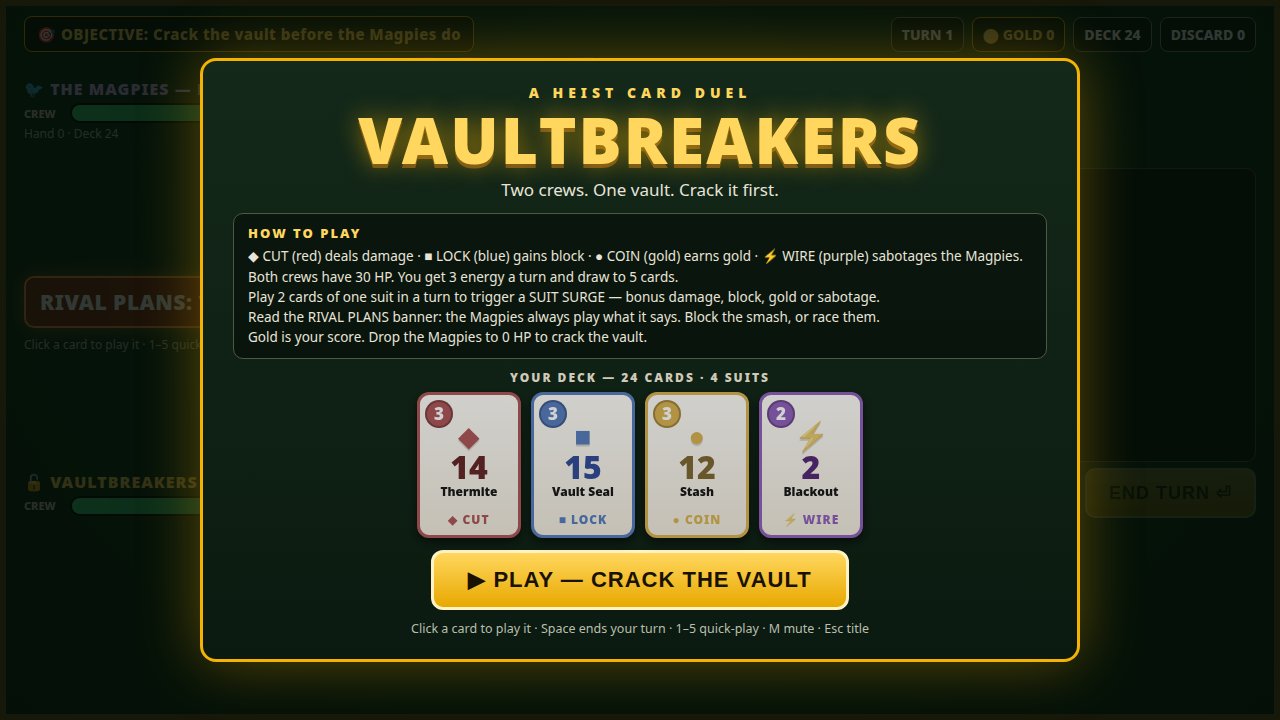 🎯 OBJECTIVE: Crack the vault before the Magpies do
TURN 1
GOLD 0
DECK 24
DISCARD 0
🐦 THE MAGPIES —
CREW
Hand 0 · Deck 24
A HEIST CARD DUEL
VAULTBREAKERS
Two crews. One vault. Crack it first.
HOW TO PLAY
◆ CUT (red) deals damage · ■ LOCK (blue) gains block · ● COIN (gold) earns gold · ⚡ WIRE (purple) sabotages the Magpies.
Both crews have 30 HP. You get 3 energy a turn and draw to 5 cards.
Play 2 cards of one suit in a turn to trigger a SUIT SURGE — bonus damage, block, gold or sabotage.
Read the RIVAL PLANS banner: the Magpies always play what it says. Block the smash, or race them.
Gold is your score. Drop the Magpies to 0 HP to crack the vault.
RIVAL PLANS:
Click a card to play it · 1–5 quick
YOUR DECK — 24 CARDS · 4 SUITS
3
◆
14
Thermite
◆ CUT
3
■
15
Vault Seal
■ LOCK
3
●
12
Stash
● COIN
2
⚡
2
Blackout
⚡ WIRE
🔓 VAULTBREAKERS
CREW
END TURN ⏎
▶ PLAY — CRACK THE VAULT
Click a card to play it · Space ends your turn · 1–5 quick-play · M mute · Esc title